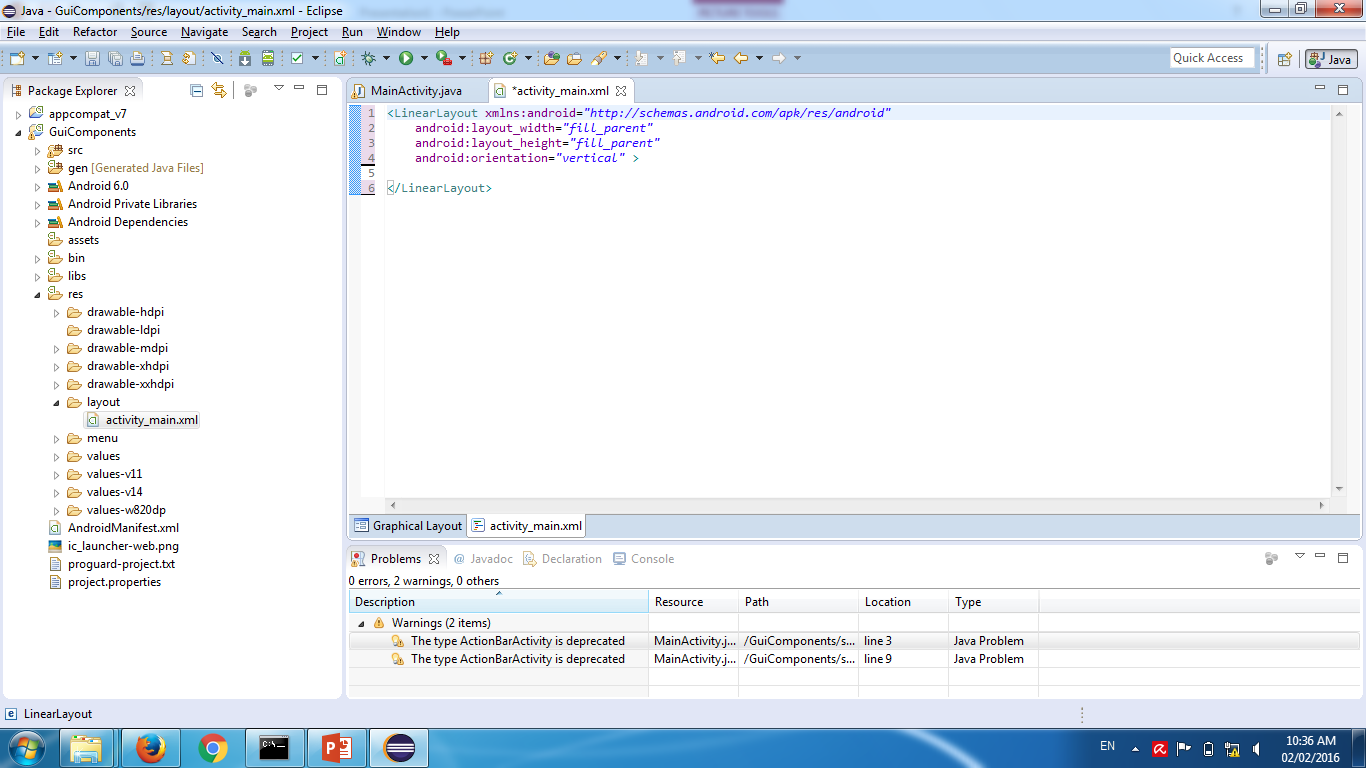 Java - GuiComponents/res/layout/activity_main.xml - Eclipse
File Edit Refactor Source Navigate Search Project Run Window Help
Quick Access
Java
Package Explorer
appcompat_v7
GuiComponents
src
gen [Generated Java Files]
Android 6.0
Android Private Libraries
Android Dependencies
assets
bin
libs
res
drawable-hdpi
drawable-ldpi
drawable-mdpi
drawable-xhdpi
drawable-xxhdpi
layout
activity_main.xml
menu
values
values-v11
values-v14
values-w820dp
AndroidManifest.xml
ic_launcher-web.png
proguard-project.txt
project.properties
MainActivity.java *activity_main.xml
1 <LinearLayout xmlns:android="http://schemas.android.com/apk/res/android"
2 android:layout_width="fill_parent"
3 android:layout_height="fill_parent"
4 android:orientation="vertical" >
5
6 </LinearLayout>
Graphical Layout activity_main.xml
Problems @ Javadoc Declaration Console
0 errors, 2 warnings, 0 others
Description Resource Path Location Type
Warnings (2 items)
The type ActionBarActivity is deprecated MainActivity.j... /GuiComponents/s... line 3 Java Problem
The type ActionBarActivity is deprecated MainActivity.j... /GuiComponents/s... line 9 Java Problem
LinearLayout
EN
10:36 AM
02/02/2016